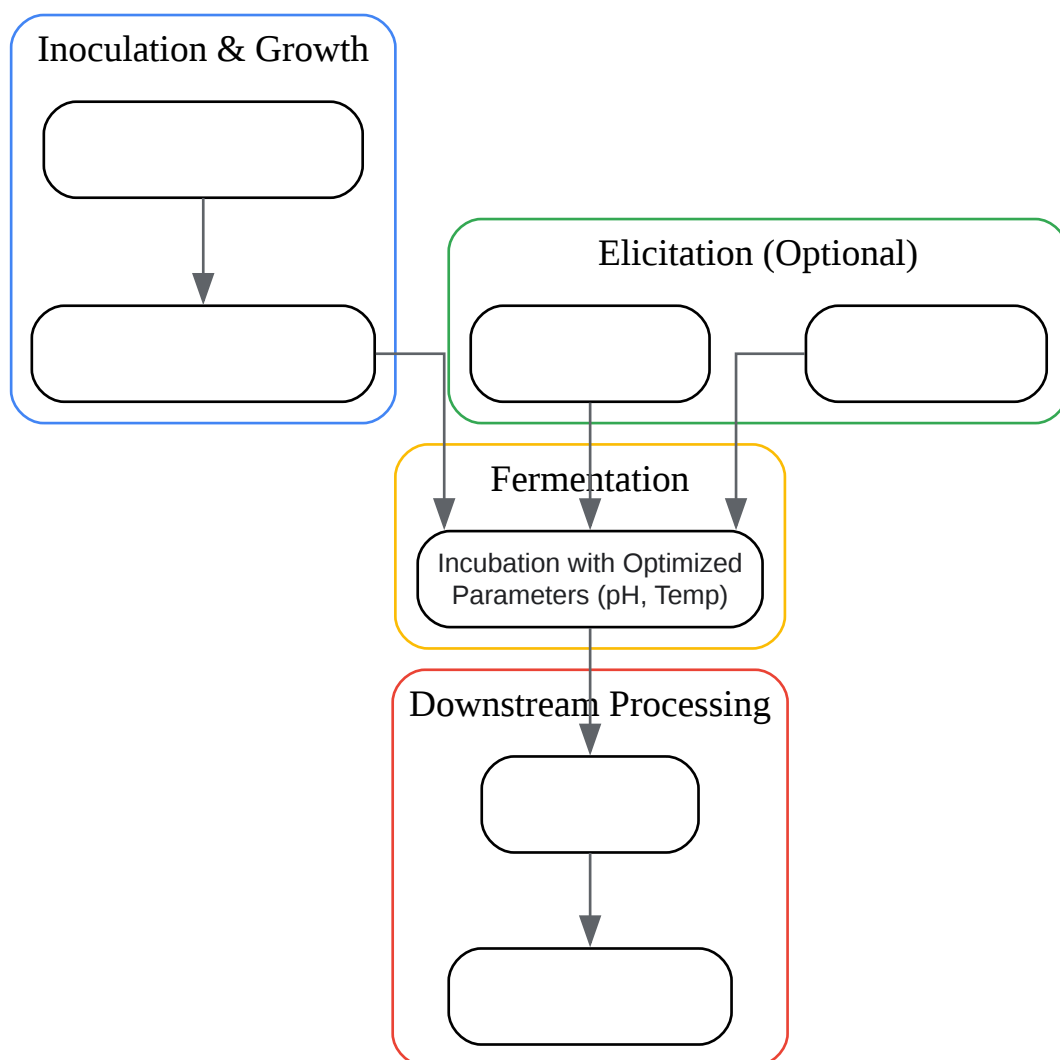 Inoculation & Growth
Elicitation (Optional)
Fermentation
Incubation with Optimized
Parameters (pH, Temp)
Downstream Processing